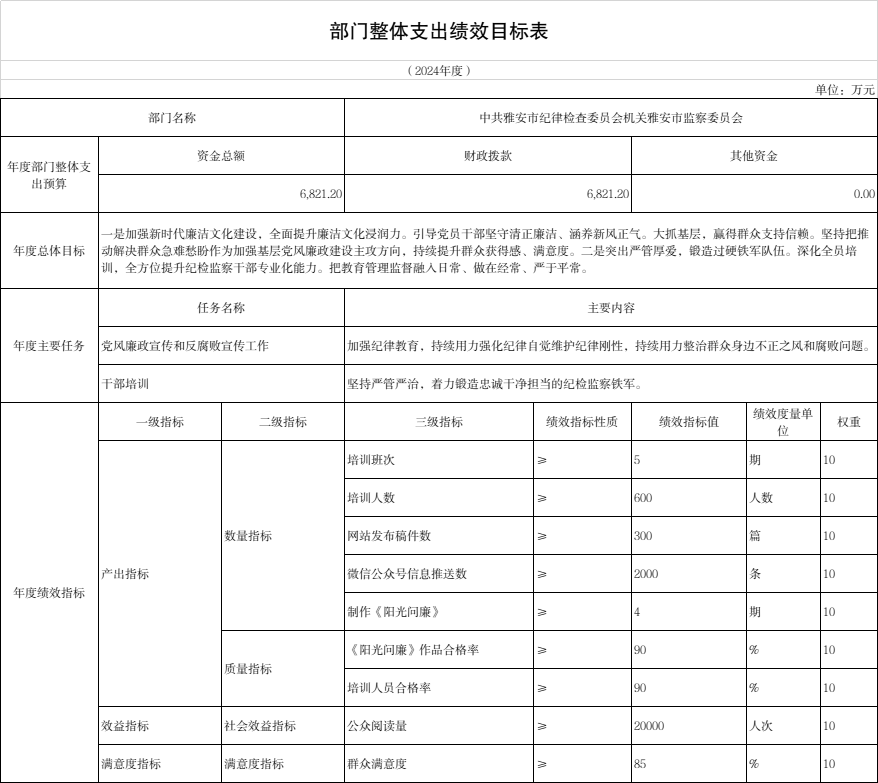 部门整体支出绩效目标表
（2024年度）
单位：万元
部门名称 中共雅安市纪律检查委员会机关雅安市监察委员会
年度部门整体支出预算 资金总额 财政拨款 其他资金
6,821.20 6,821.20 0.00
年度总体目标 一是加强新时代廉洁文化建设，全面提升廉洁文化浸润力。引导党员干部坚守清正廉洁、涵养新风正气。大抓基层，赢得群众支持信赖。坚持把推
动解决群众急难愁盼作为加强基层党风廉政建设主攻方向，持续提升群众获得感、满意度。二是突出严管厚爱，锻造过硬铁军队伍。深化全员培
训，全方位提升纪检监察干部专业化能力。把教育管理监督融入日常、做在经常、严于平常。
年度主要任务 任务名称 主要内容
党风廉政宣传和反腐败宣传工作 加强纪律教育，持续用力强化纪律自觉维护纪律刚性，持续用力整治群众身边不正之风和腐败问题。
干部培训 坚持严管严治，着力锻造忠诚干净担当的纪检监察铁军。
年度绩效指标 一级指标 二级指标 三级指标 绩效指标性质 绩效指标值 绩效度量单位 权重
产出指标 数量指标 培训班次 ≥ 5 期 10
培训人数 ≥ 600 人数 10
网站发布稿件数 ≥ 300 篇 10
微信公众号信息推送数 ≥ 2000 条 10
制作《阳光问廉》 ≥ 4 期 10
质量指标 《阳光问廉》作品合格率 ≥ 90 % 10
培训人员合格率 ≥ 90 % 10
效益指标 社会效益指标 公众阅读量 ≥ 20000 人次 10
满意度指标 满意度指标 群众满意度 ≥ 85 % 10